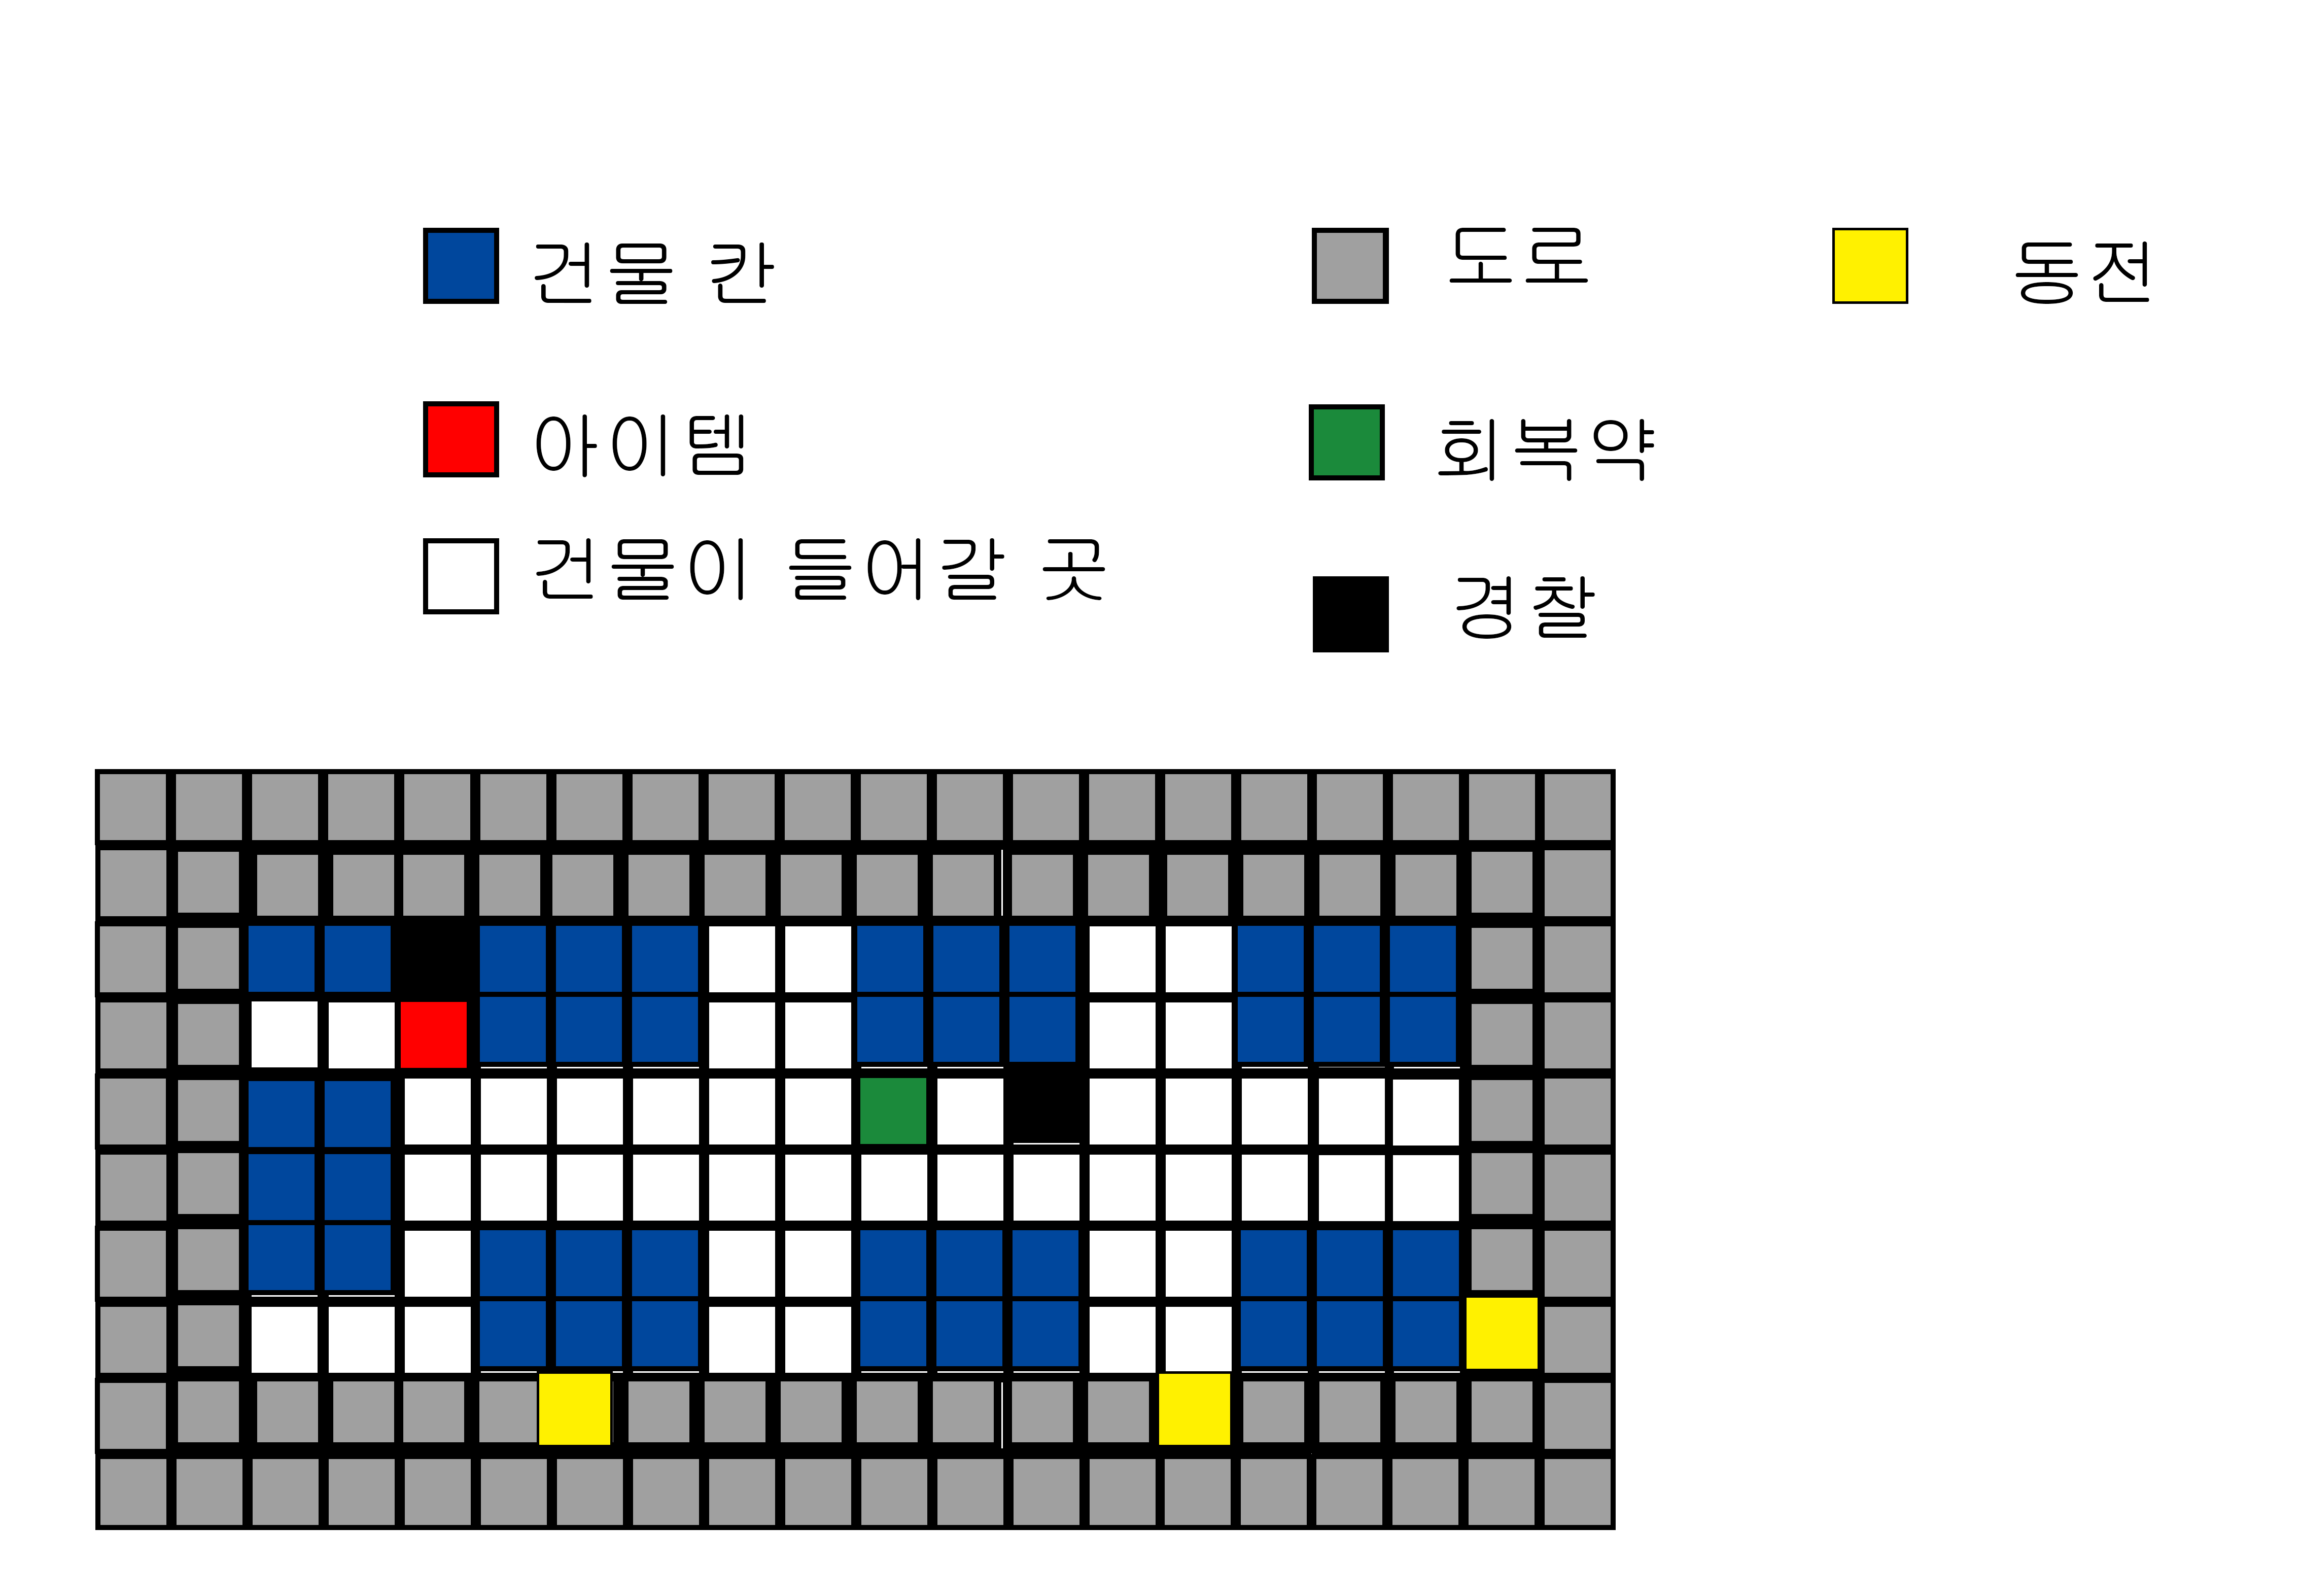 건물 칸
도로
동전
아이템
회복약
건물이 들어갈 곳
경찰